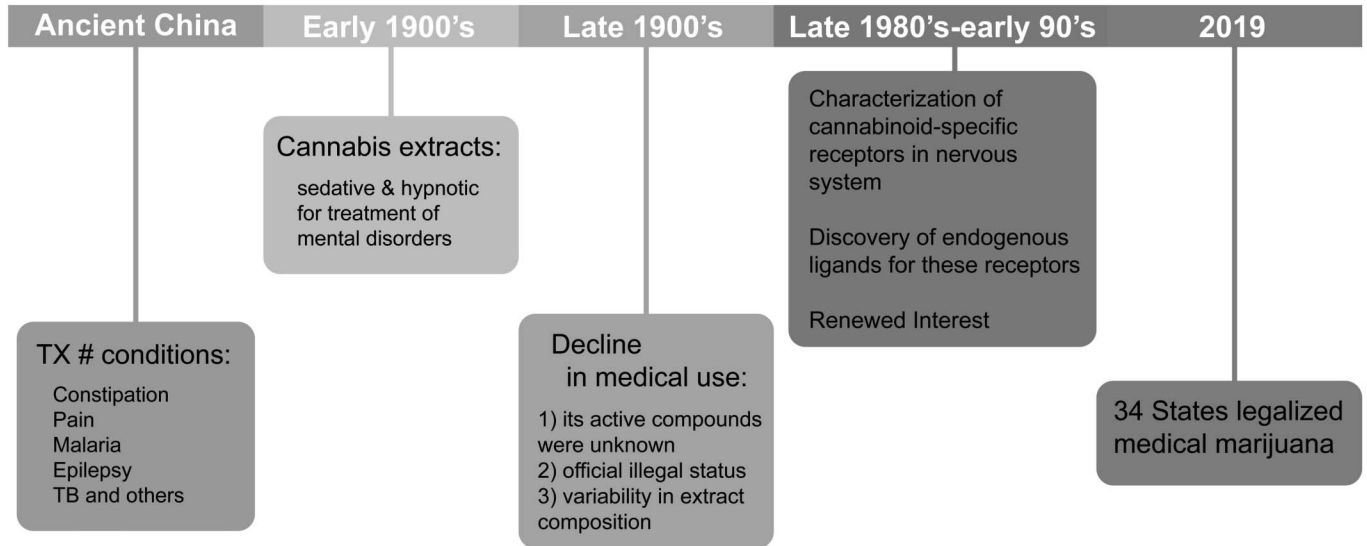 Ancient China
Early 1900's
Late 1900's
Late 1980's-early 90's
2019
TX # conditions:
Constipation
Pain
Malaria
Epilepsy
TB and others
Cannabis extracts:
sedative & hypnotic
for treatment of
mental disorders
Decline
in medical use:
1) its active compounds
were unknown
2) official illegal status
3) variability in extract
composition
Characterization of
cannabinoid-specific
receptors in nervous
system
Discovery of endogenous
ligands for these receptors
Renewed Interest
34 States legalized
medical marijuana